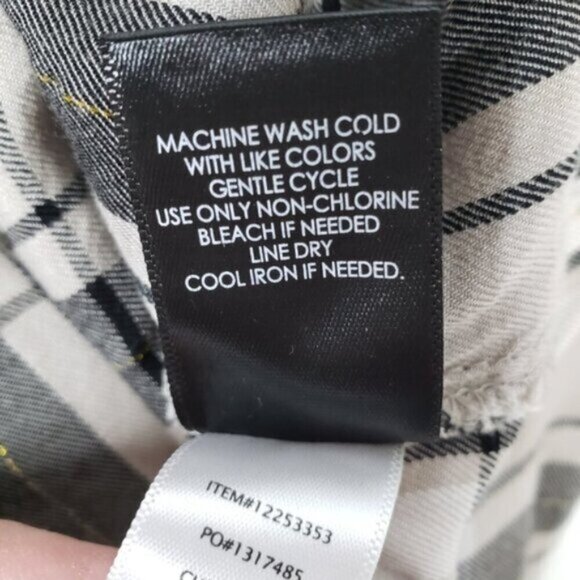 MACHINE WASH COLD
WITH LIKE COLORS
GENTLE CYCLE
USE ONLY NON-CHLORINE
BLEACH IF NEEDED
LINE DRY
COOL IRON IF NEEDED.
ITEM#12253353
PO#1317485